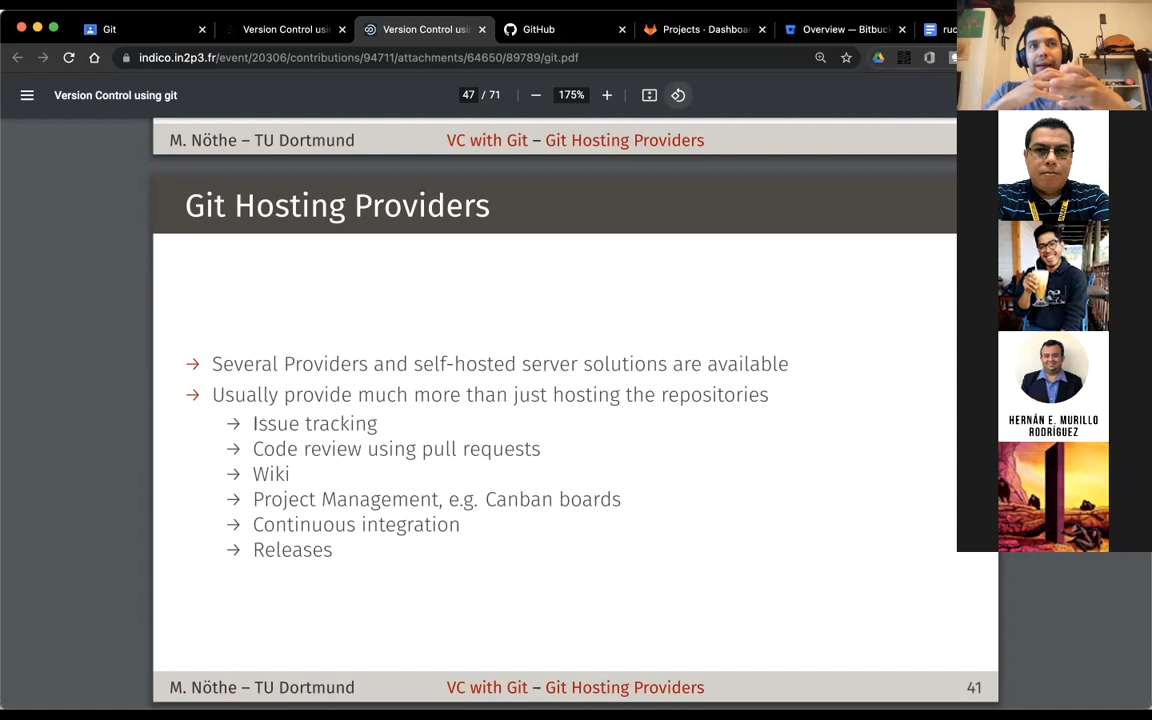 Git
Version Control usi
Version Control usi
GitHub
Projects · Dashboa
Overview — Bitbuck
ruc
indico.in2p3.fr/event/20306/contributions/94711/attachments/64650/89789/git.pdf
Version Control using git
47 / 71
175%
M. Nöthe – TU Dortmund
VC with Git – Git Hosting Providers
Git Hosting Providers
→ Several Providers and self-hosted server solutions are available
→ Usually provide much more than just hosting the repositories
→ Issue tracking
→ Code review using pull requests
→ Wiki
→ Project Management, e.g. Canban boards
→ Continuous integration
→ Releases
M. Nöthe – TU Dortmund
VC with Git – Git Hosting Providers
41
HERNÁN E. MURILLO
RODRÍGUEZ